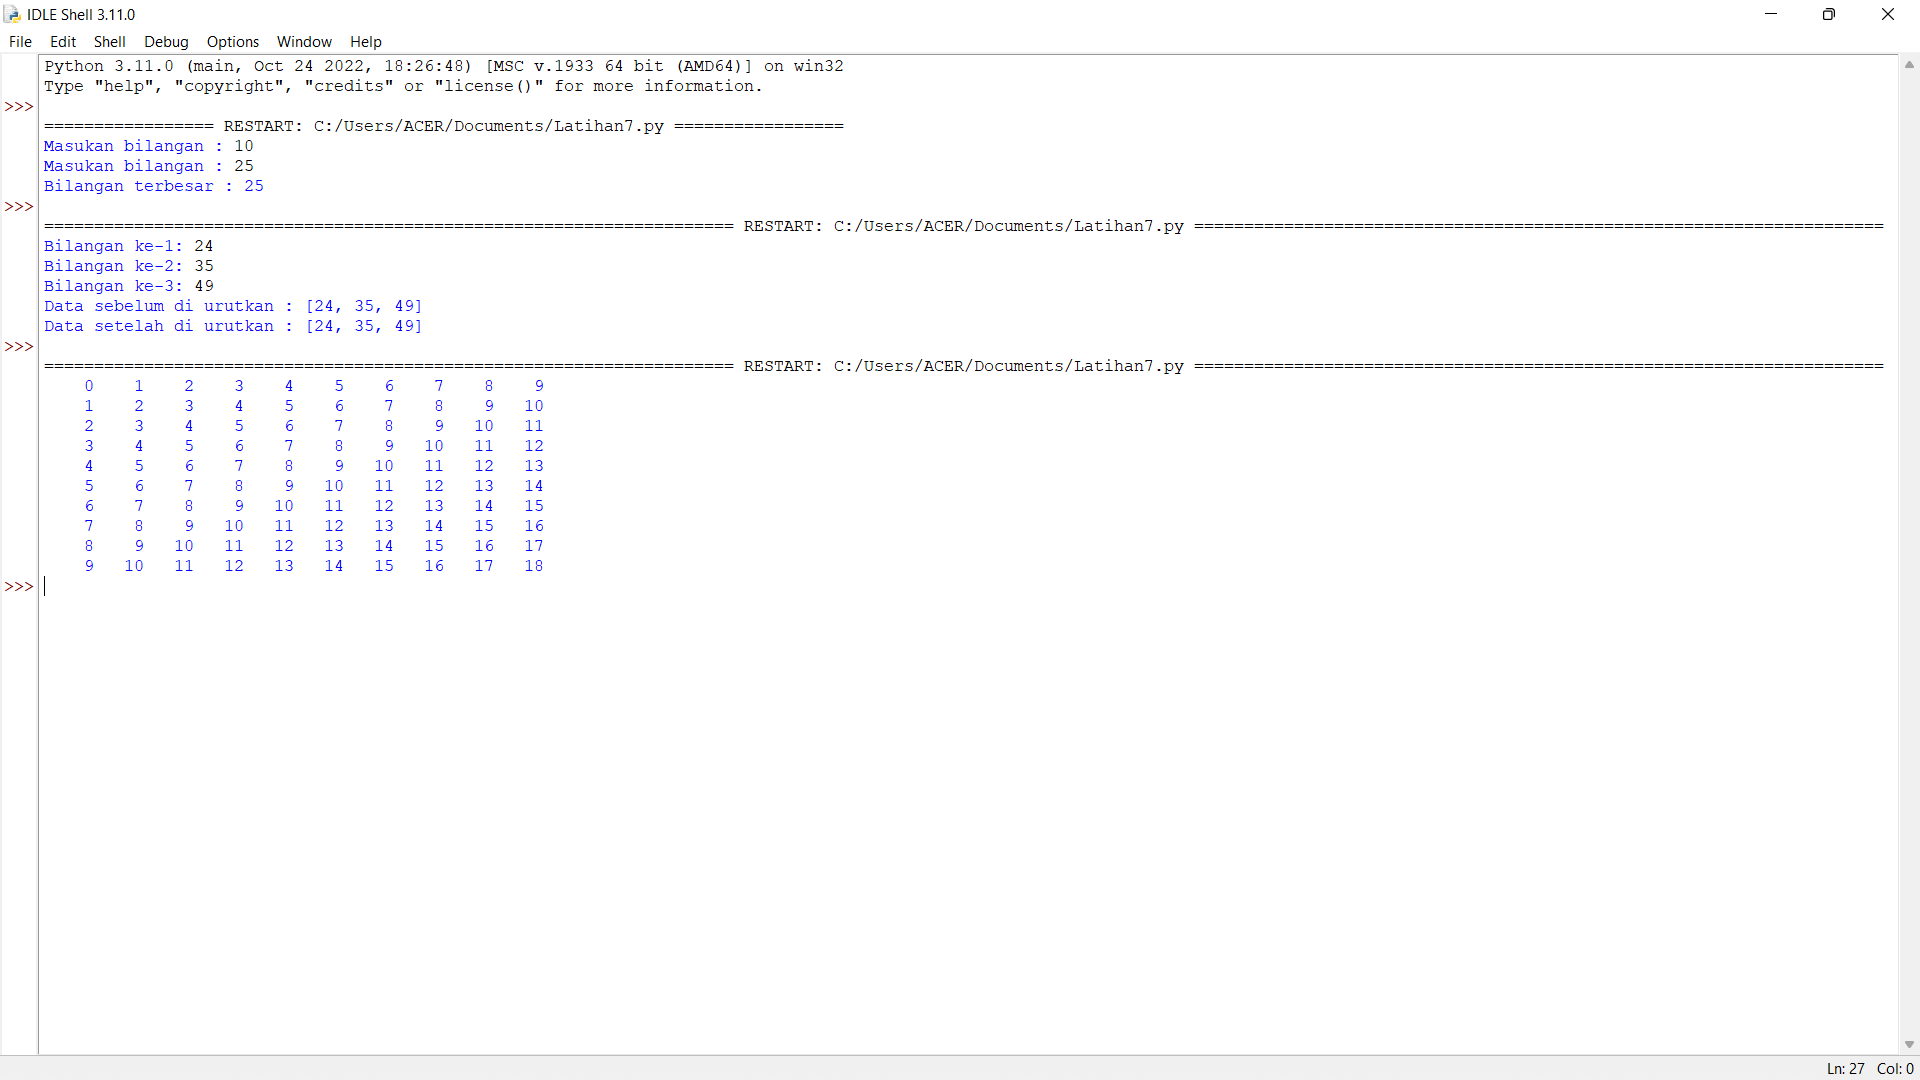 IDLE Shell 3.11.0
File Edit Shell Debug Options Window Help
Python 3.11.0 (main, Oct 24 2022, 18:26:48) [MSC v.1933 64 bit (AMD64)] on win32
Type "help", "copyright", "credits" or "license()" for more information.
>>>
================= RESTART: C:/Users/ACER/Documents/Latihan7.py =================
Masukan bilangan : 10
Masukan bilangan : 25
Bilangan terbesar : 25
>>>
===================================================================== RESTART: C:/Users/ACER/Documents/Latihan7.py =====================================================================
Bilangan ke-1: 24
Bilangan ke-2: 35
Bilangan ke-3: 49
Data sebelum di urutkan : [24, 35, 49]
Data setelah di urutkan : [24, 35, 49]
>>>
===================================================================== RESTART: C:/Users/ACER/Documents/Latihan7.py =====================================================================
0 1 2 3 4 5 6 7 8 9
1 2 3 4 5 6 7 8 9 10
2 3 4 5 6 7 8 9 10 11
3 4 5 6 7 8 9 10 11 12
4 5 6 7 8 9 10 11 12 13
5 6 7 8 9 10 11 12 13 14
6 7 8 9 10 11 12 13 14 15
7 8 9 10 11 12 13 14 15 16
8 9 10 11 12 13 14 15 16 17
9 10 11 12 13 14 15 16 17 18
>>>
Ln: 27 Col: 0